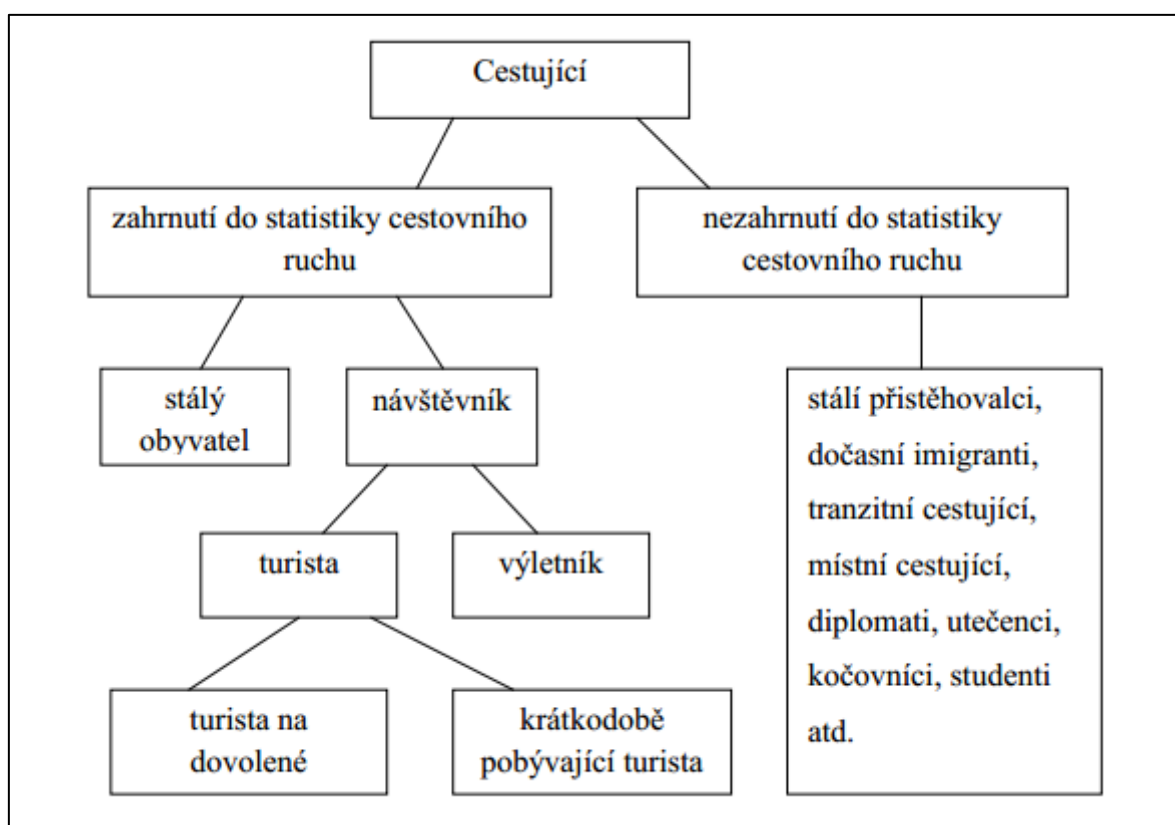 Cestující
zahrnutí do statistiky cestovního
ruchu
nezahrnutí do statistiky
cestovního ruchu
stálý
obyvatel
návštěvník
stálí přistěhovalci,
dočasní imigranti,
tranzitní cestující,
místní cestující,
diplomati, utečenci,
kočovníci, studenti
atd.
turista
výletník
turista na
dovolené
krátkodobě
pobývající turista